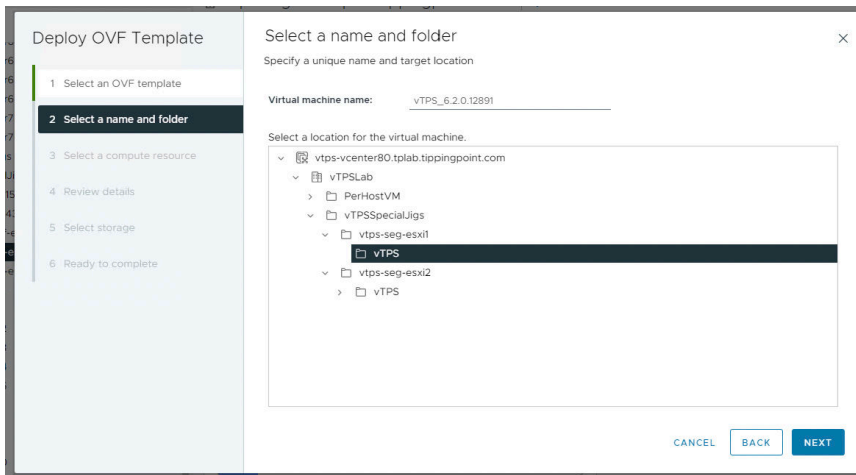 Deploy OVF Template
1 Select an OVF template
2 Select a name and folder
3 Select a compute resource
4 Review details
5 Select storage
6 Ready to complete
Select a name and folder
Specify a unique name and target location
Virtual machine name: vTPS_6.2.0.12891
Select a location for the virtual machine.
vtps-vcenter80.tplab.tippingpoint.com
vTPSLab
PerHostVM
vTPSSpecialJigs
vtps-seg-esxi1
vTPS
vtps-seg-esxi2
vTPS
CANCEL BACK NEXT